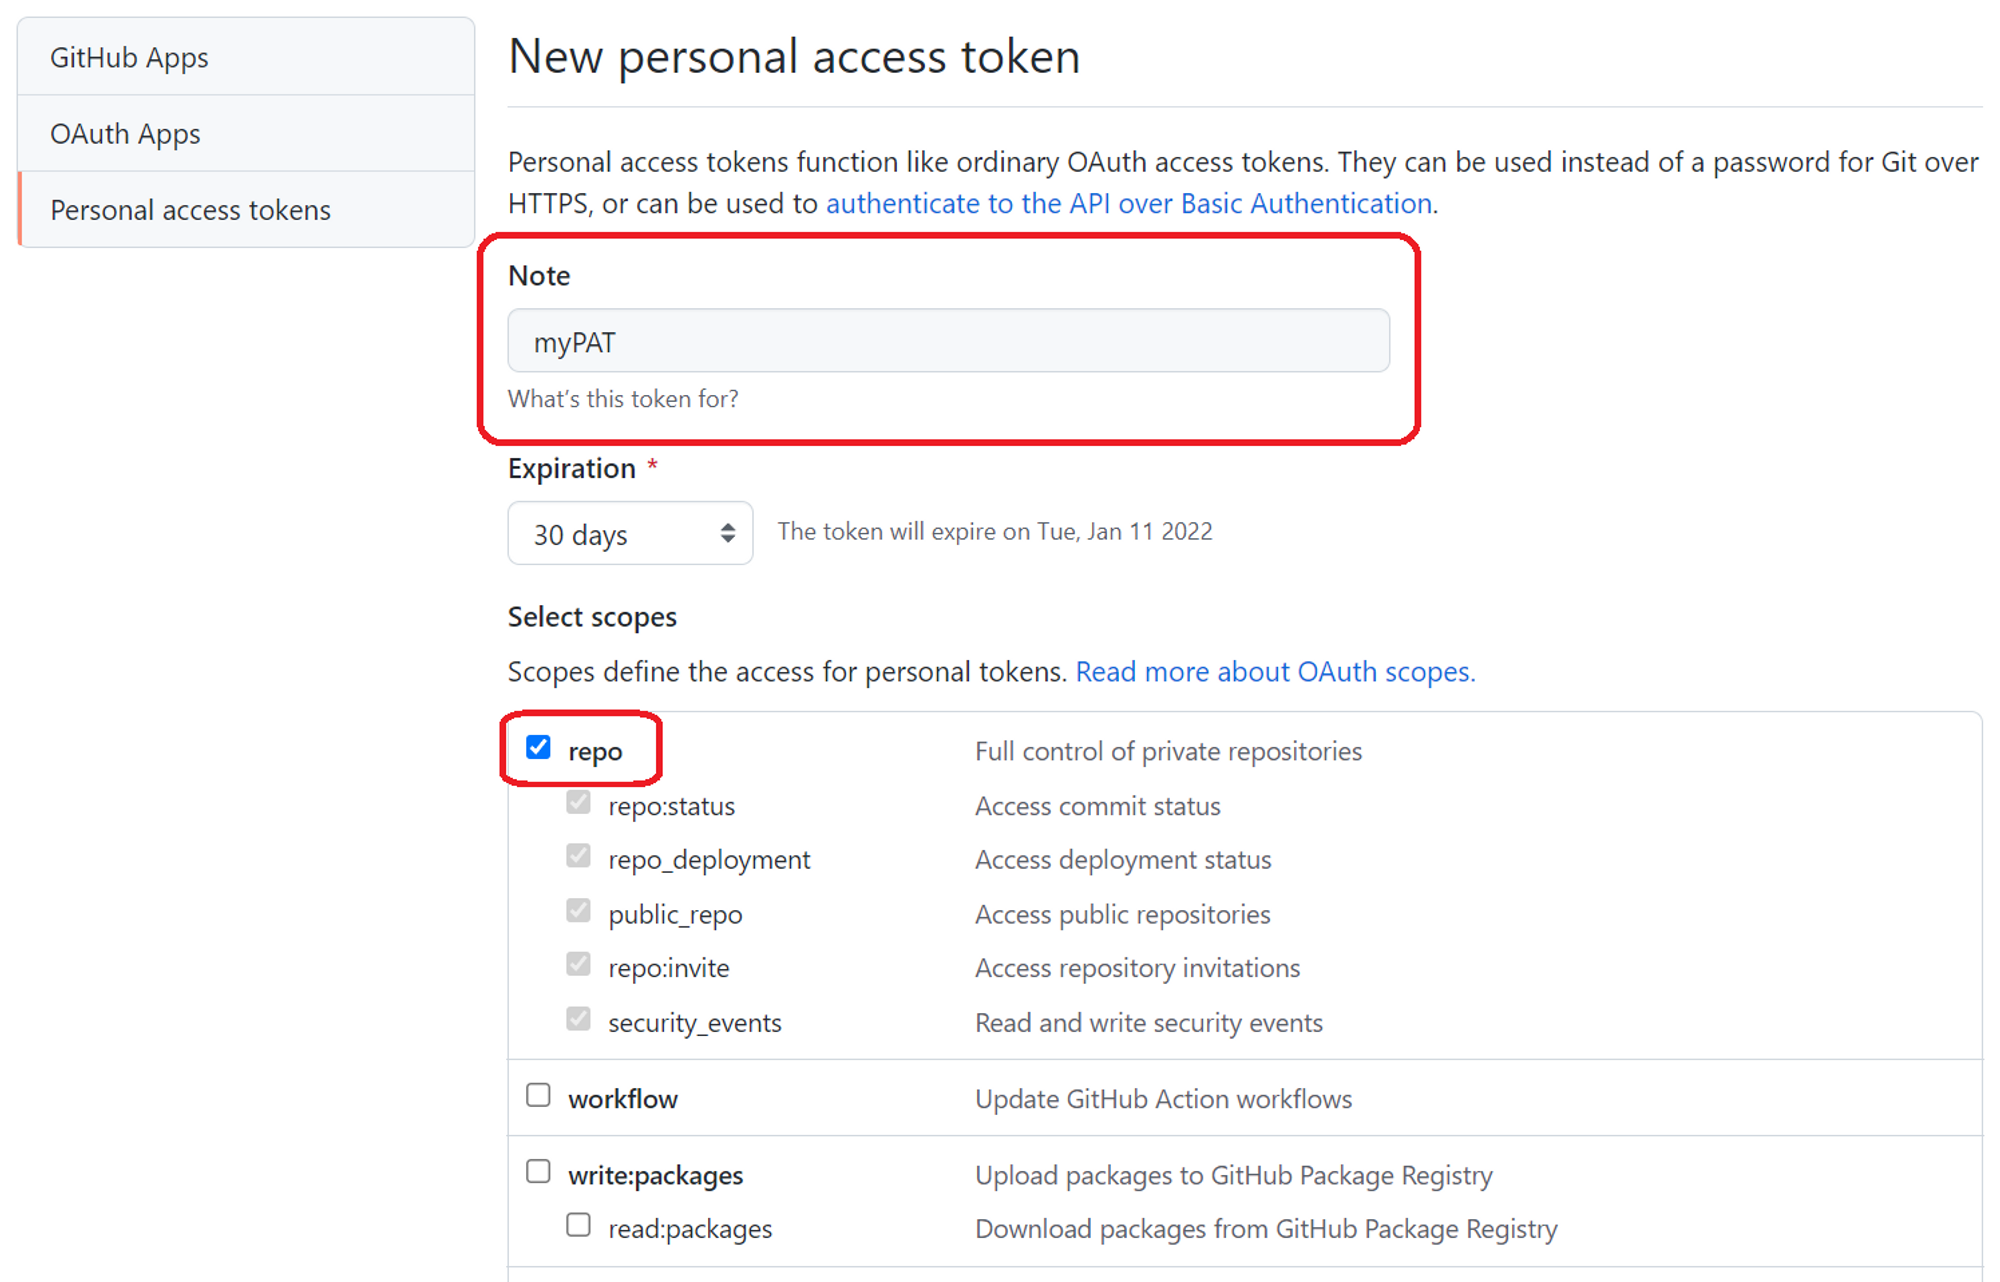 GitHub Apps
OAuth Apps
Personal access tokens
New personal access token
Personal access tokens function like ordinary OAuth access tokens. They can be used instead of a password for Git over
HTTPS, or can be used to authenticate to the API over Basic Authentication.
Note
myPAT
What's this token for?
Expiration *
30 days The token will expire on Tue, Jan 11 2022
Select scopes
Scopes define the access for personal tokens. Read more about OAuth scopes.
repo Full control of private repositories
repo:status Access commit status
repo_deployment Access deployment status
public_repo Access public repositories
repo:invite Access repository invitations
security_events Read and write security events
workflow Update GitHub Action workflows
write:packages Upload packages to GitHub Package Registry
read:packages Download packages from GitHub Package Registry